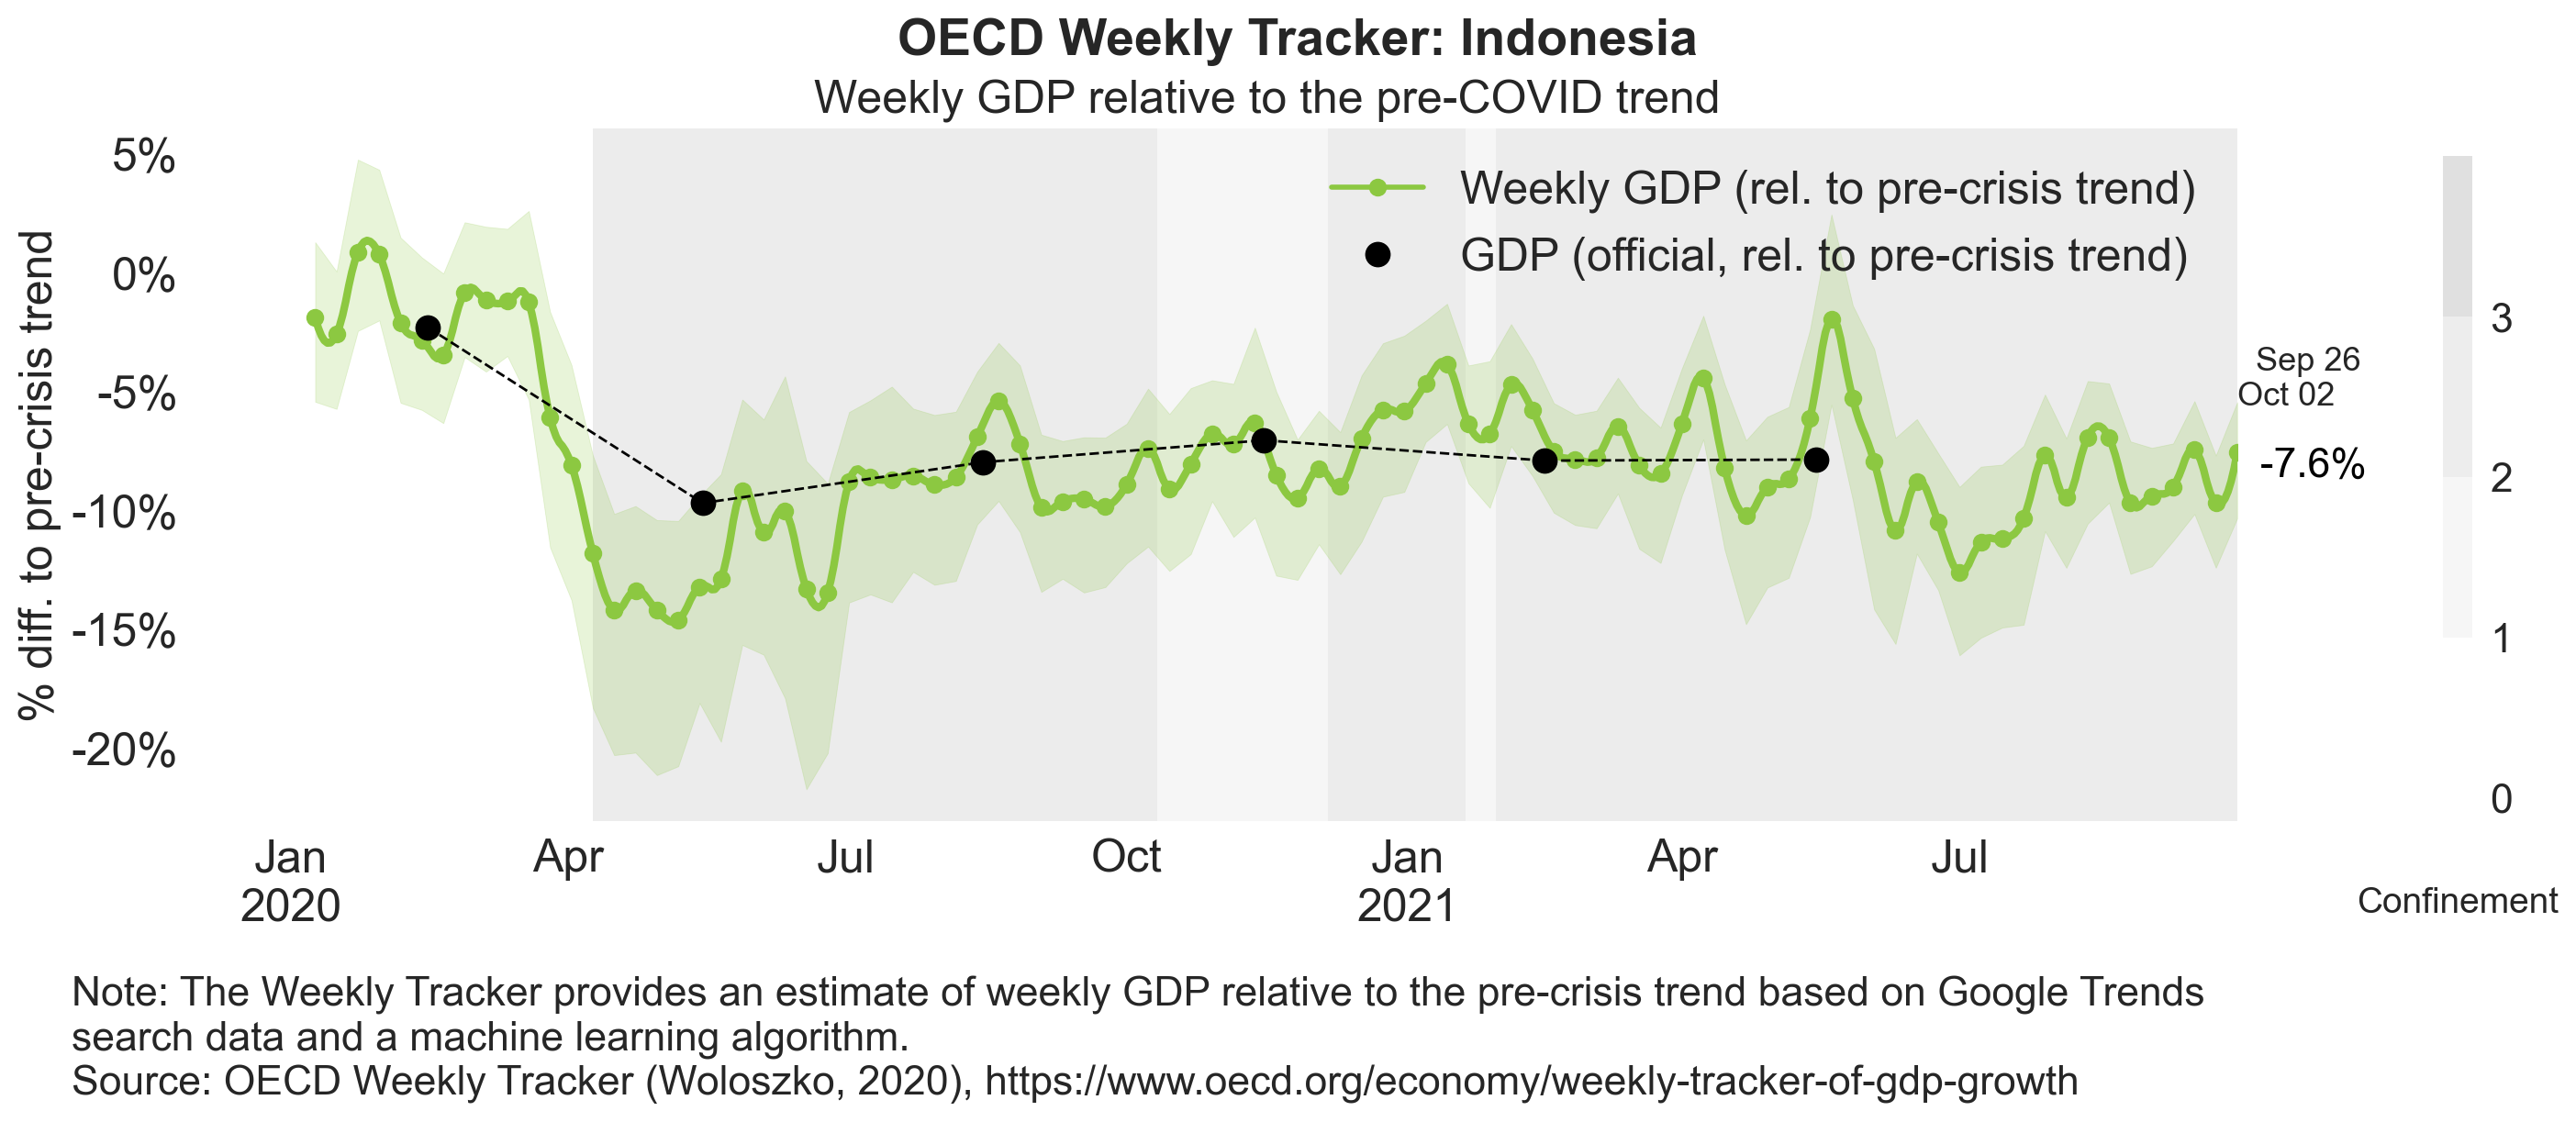 OECD Weekly Tracker: Indonesia
Weekly GDP relative to the pre-COVID trend
% diff. to pre-crisis trend
5%
0%
-5%
-10%
-15%
-20%
Weekly GDP (rel. to pre-crisis trend)
GDP (official, rel. to pre-crisis trend)
Sep 26
Oct 02
-7.6%
3
2
1
0
Confinement
Jan Apr Jul Oct Jan Apr Jul
2020 2021
Note: The Weekly Tracker provides an estimate of weekly GDP relative to the pre-crisis trend based on Google Trends
search data and a machine learning algorithm.
Source: OECD Weekly Tracker (Woloszko, 2020), https://www.oecd.org/economy/weekly-tracker-of-gdp-growth